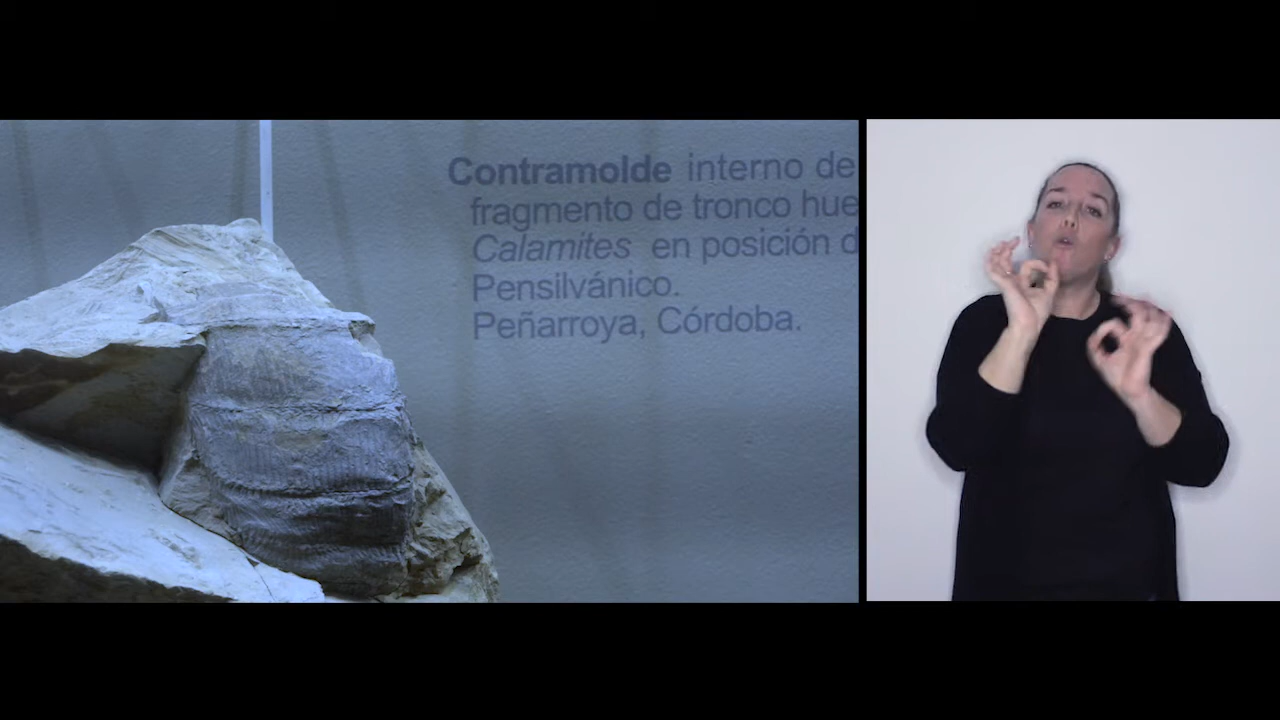 Contramolde interno de
fragmento de tronco hue
Calamites en posición d
Pensilvánico.
Peñarroya, Córdoba.